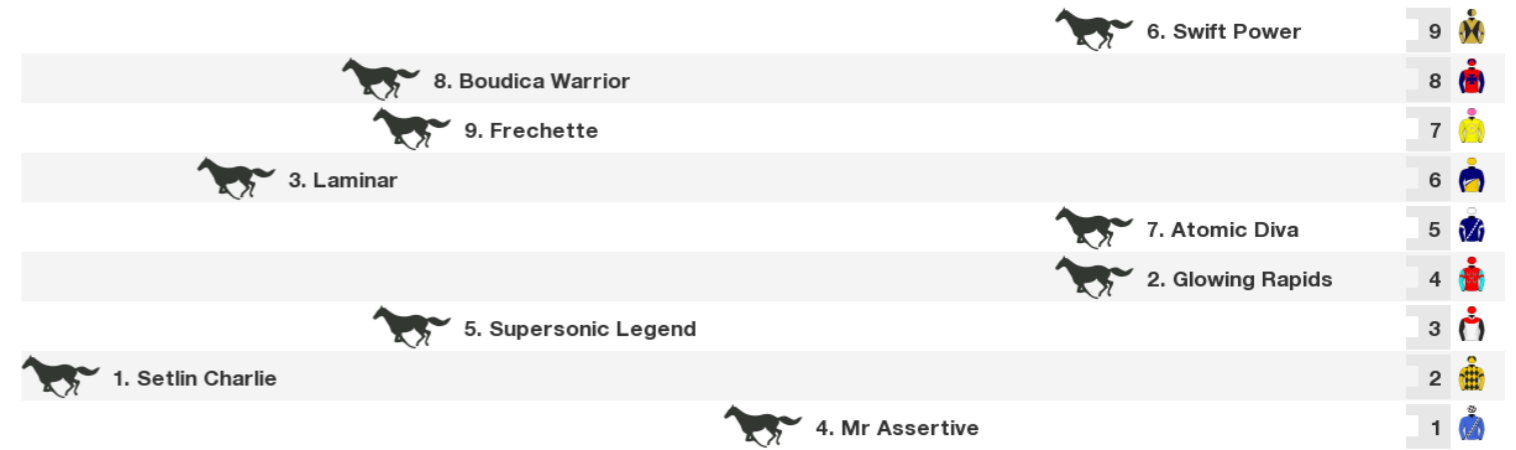 6. Swift Power 9
8. Boudica Warrior 8
9. Frechette 7
3. Laminar 6
7. Atomic Diva 5
2. Glowing Rapids 4
5. Supersonic Legend 3
1. Setlin Charlie 2
4. Mr Assertive 1